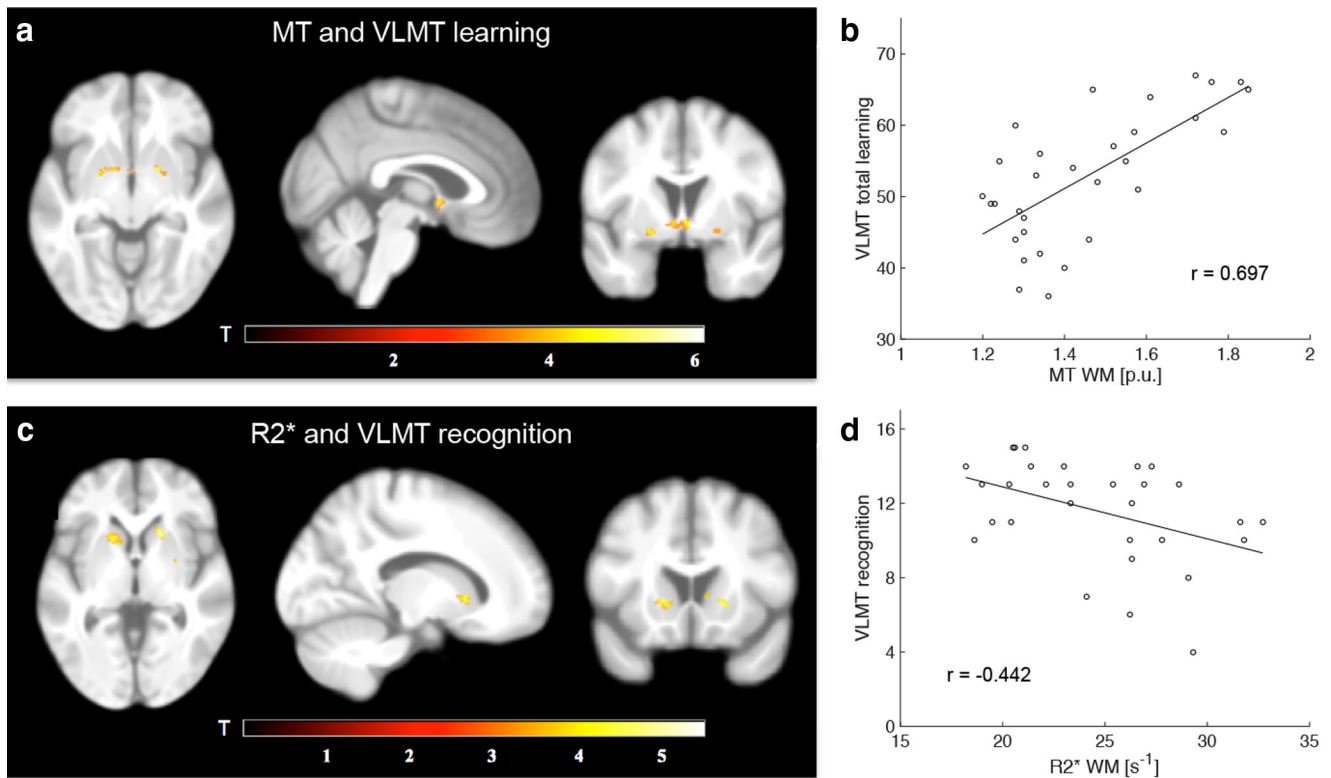 a
MT and VLMT learning
T
2 4 6
b
VLMT total learning
70
60
50
40
30
r = 0.697
1 1.2 1.4 1.6 1.8 2
MT WM [p.u.]
c
R2* and VLMT recognition
T
1 2 3 4 5
d
VLMT recognition
16
12
8
4
0
r = -0.442
15 20 25 30 35
R2* WM [s-1]